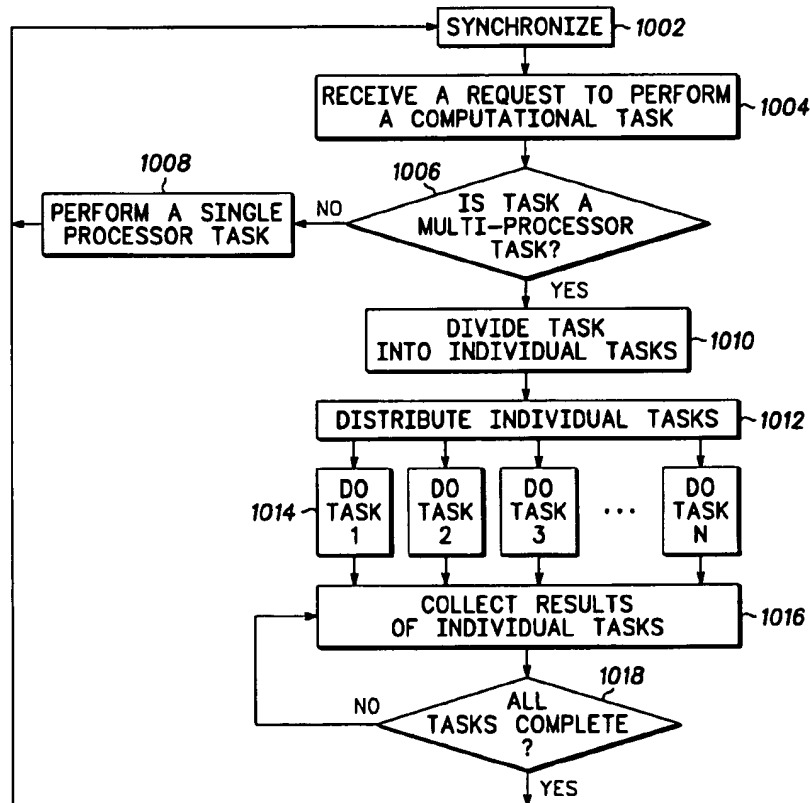 SYNCHRONIZE
1002
RECEIVE A REQUEST TO PERFORM
A COMPUTATIONAL TASK
1004
1006
IS TASK A
MULTI-PROCESSOR
TASK?
NO
1008
PERFORM A SINGLE
PROCESSOR TASK
YES
DIVIDE TASK
INTO INDIVIDUAL TASKS
1010
DISTRIBUTE INDIVIDUAL TASKS
1012
1014
DO
TASK
1
DO
TASK
2
DO
TASK
3
...
DO
TASK
N
COLLECT RESULTS
OF INDIVIDUAL TASKS
1016
1018
ALL
TASKS COMPLETE
?
NO
YES